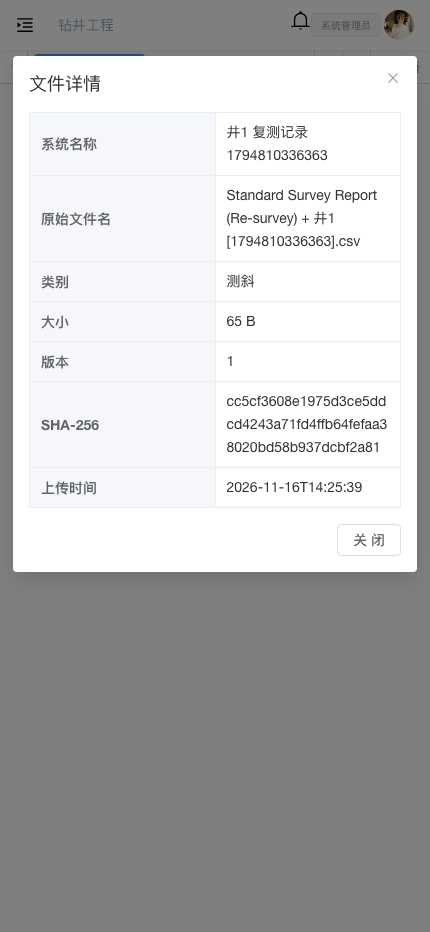 钻井工程
系统管理员
文件详情
系统名称
井1 复测记录
1794810336363
原始文件名
Standard Survey Report
(Re-survey) + 井1
[1794810336363].csv
类别
测斜
大小
65 B
版本
1
SHA-256
cc5cf3608e1975d3ce5dd
cd4243a71fd4ffb64fefaa3
8020bd58b937dcbf2a81
上传时间
2026-11-16T14:25:39
关 闭